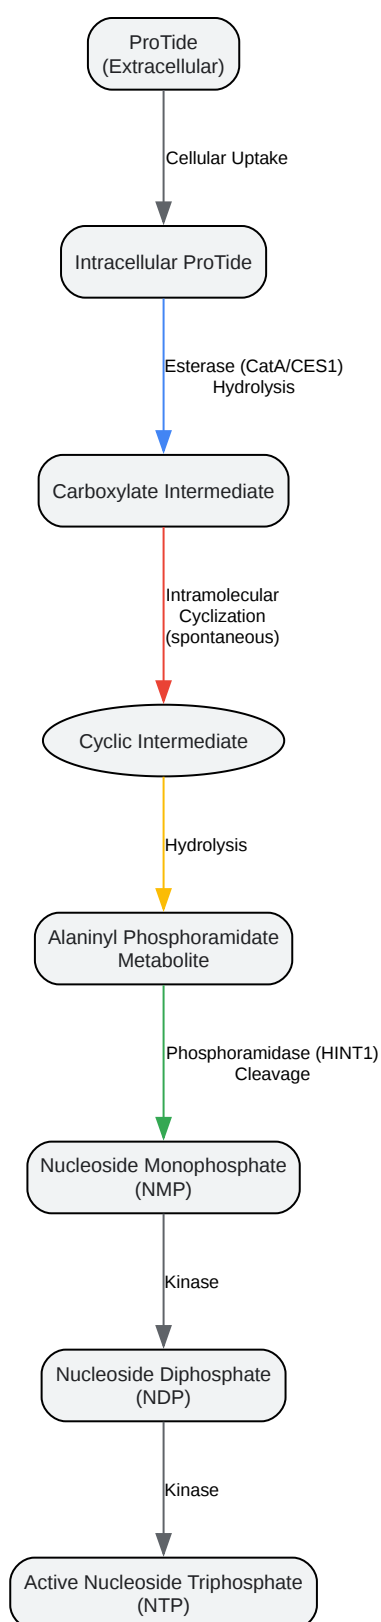 ProTide
(Extracellular)
Cellular Uptake
Intracellular ProTide
Esterase (CatA/CES1)
Hydrolysis
Carboxylate Intermediate
Intramolecular
Cyclization
(spontaneous)
Cyclic Intermediate
Hydrolysis
Alaninyl Phosphoramidate
Metabolite
Phosphoramidase (HINT1)
Cleavage
Nucleoside Monophosphate
(NMP)
Kinase
Nucleoside Diphosphate
(NDP)
Kinase
Active Nucleoside Triphosphate
(NTP)